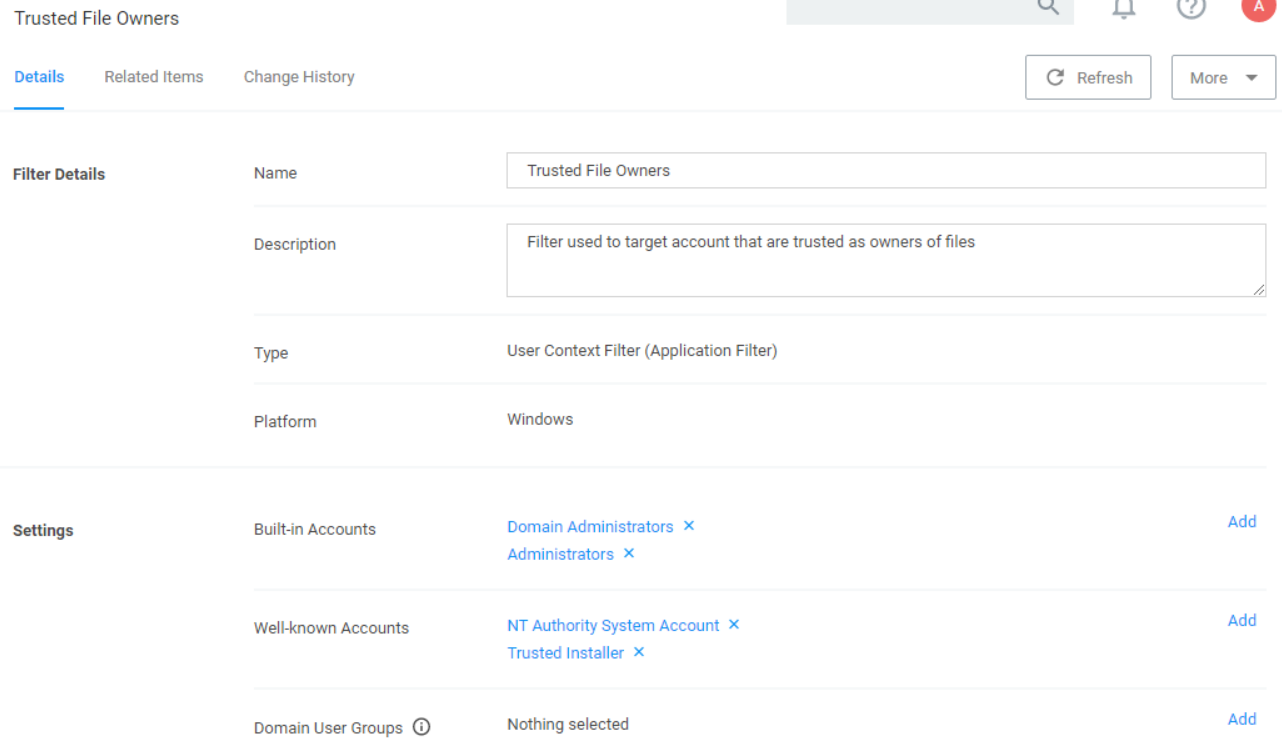 Trusted File Owners
A
Details Related Items Change History Refresh More
Filter Details Name Trusted File Owners
Description Filter used to target account that are trusted as owners of files
Type User Context Filter (Application Filter)
Platform Windows
Settings Built-in Accounts Domain Administrators × Add
Administrators ×
Well-known Accounts NT Authority System Account × Add
Trusted Installer ×
Domain User Groups Nothing selected Add